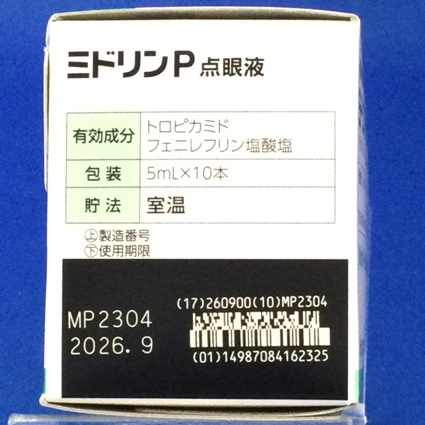 ミドリンP点眼液
有効成分 トロピカミド
フェニレフリン塩酸塩
包装 5mL×10本
貯法 室温
㊤製造番号
㊦使用期限
(17)260900(10)MP2304
MP2304
2026.9
(01)14987084162325